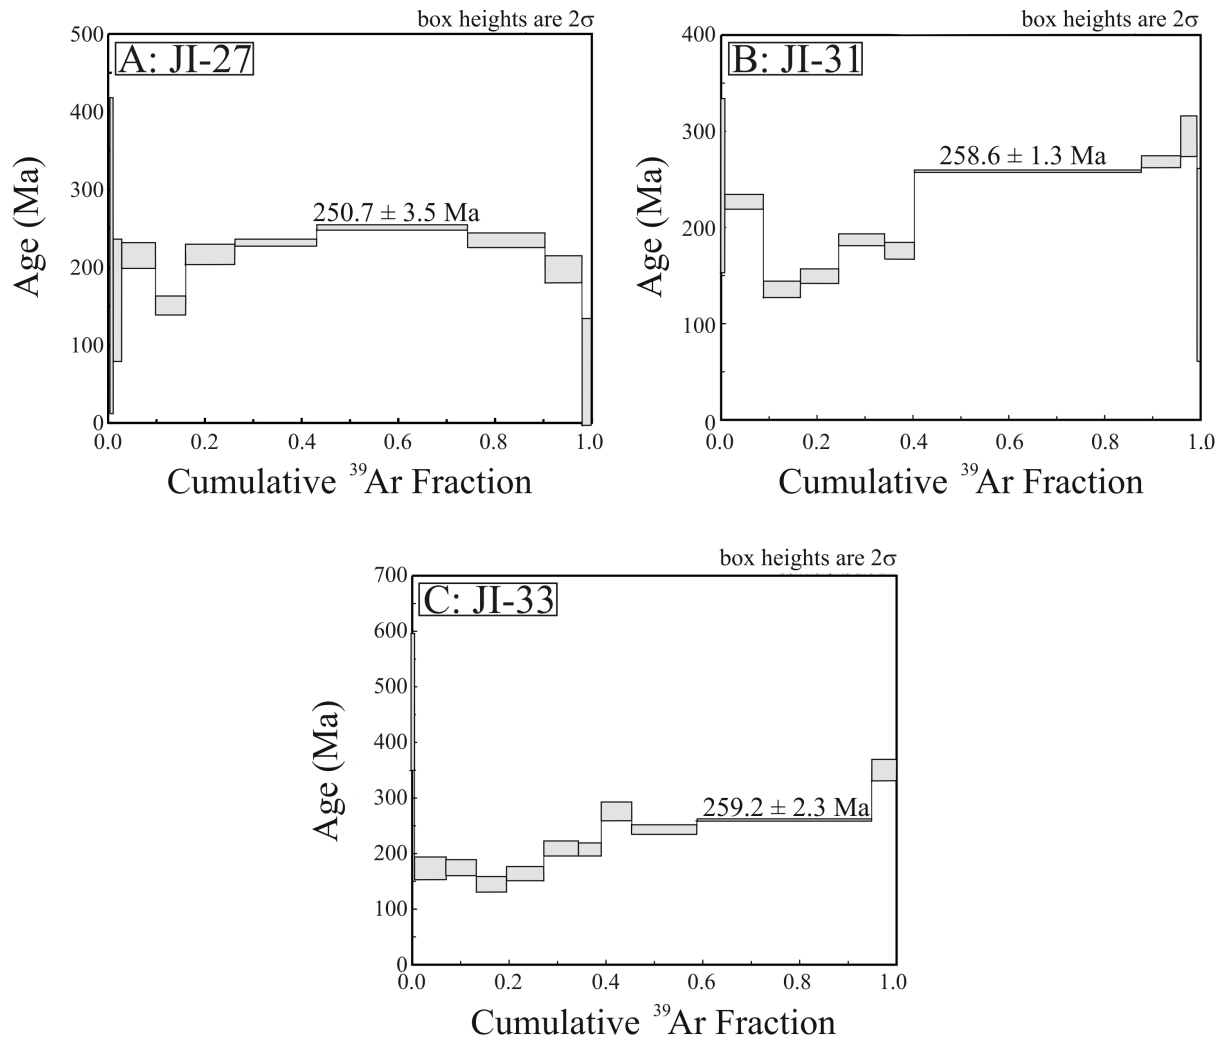 box heights are 2σ
A: JI-27
500
400
300
200
100
0
Age (Ma)
250.7 ± 3.5 Ma
0.0 0.2 0.4 0.6 0.8 1.0
Cumulative ³⁹Ar Fraction
box heights are 2σ
B: JI-31
400
300
200
100
0
Age (Ma)
258.6 ± 1.3 Ma
0.0 0.2 0.4 0.6 0.8 1.0
Cumulative ³⁹Ar Fraction
box heights are 2σ
C: JI-33
700
600
500
400
300
200
100
0
Age (Ma)
259.2 ± 2.3 Ma
0.0 0.2 0.4 0.6 0.8 1.0
Cumulative ³⁹Ar Fraction